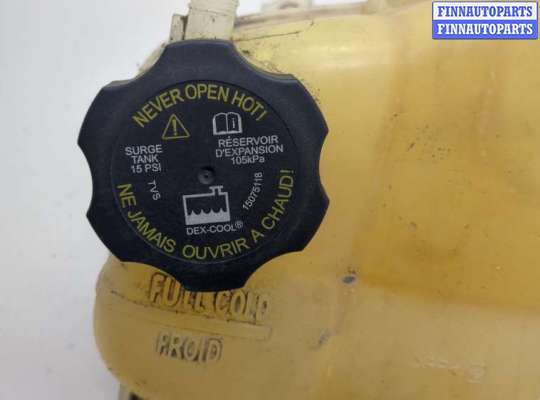 FINNAUTOPARTS
FINNAUTOPARTS
NEVER OPEN HOT!
SURGE
TANK
15 PSI
RÉSERVOIR
D'EXPANSION
105kPa
TVS
15075118
DEX-COOL®
NE JAMAIS OUVRIR A CHAUD!
FULL COLD
FROID